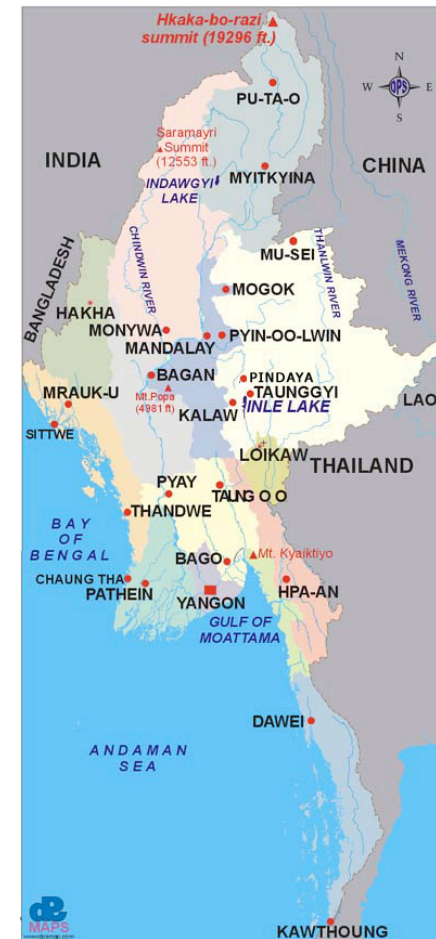 Hkaka-bo-razi
summit (19296 ft.)
N
W
OPS
E
S
PU-TA-O
Saramayri
Summit
(12553 ft.)
INDIA
CHINA
MYITKYINA
INDAWGYI
LAKE
CHINDWIN RIVER
THANLWIN RIVER
MEKONG RIVER
MU-SEI
BANGLADESH
MOGOK
HAKHA
MONYWA
PYIN-OO-LWIN
MANDALAY
BAGAN
PINDAYA
Mt.Popa
(4981 ft)
TAUNGGYI
MRAUK-U
INLE LAKE
LAO
KALAW
SITTWE
LOIKAW
THAILAND
PYAY
TAUNG O O
THANDWE
BAY
OF
BENGAL
BAGO
Mt. Kyaiktiyo
CHAUNG THA
PATHEIN
HPA-AN
YANGON
GULF OF
MOATTAMA
DAWEI
ANDAMAN
SEA
MAPS
KAWTHOUNG